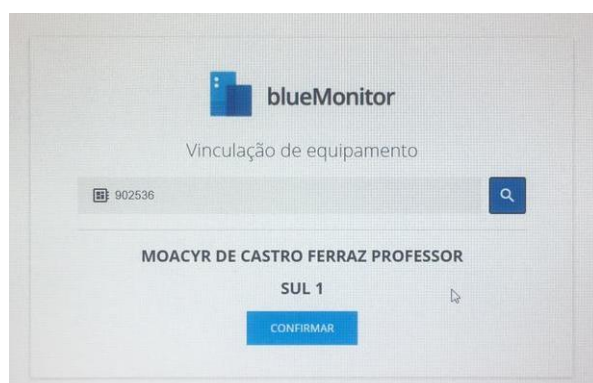 blueMonitor
Vinculação de equipamento
902536
MOACYR DE CASTRO FERRAZ PROFESSOR
SUL 1
CONFIRMAR